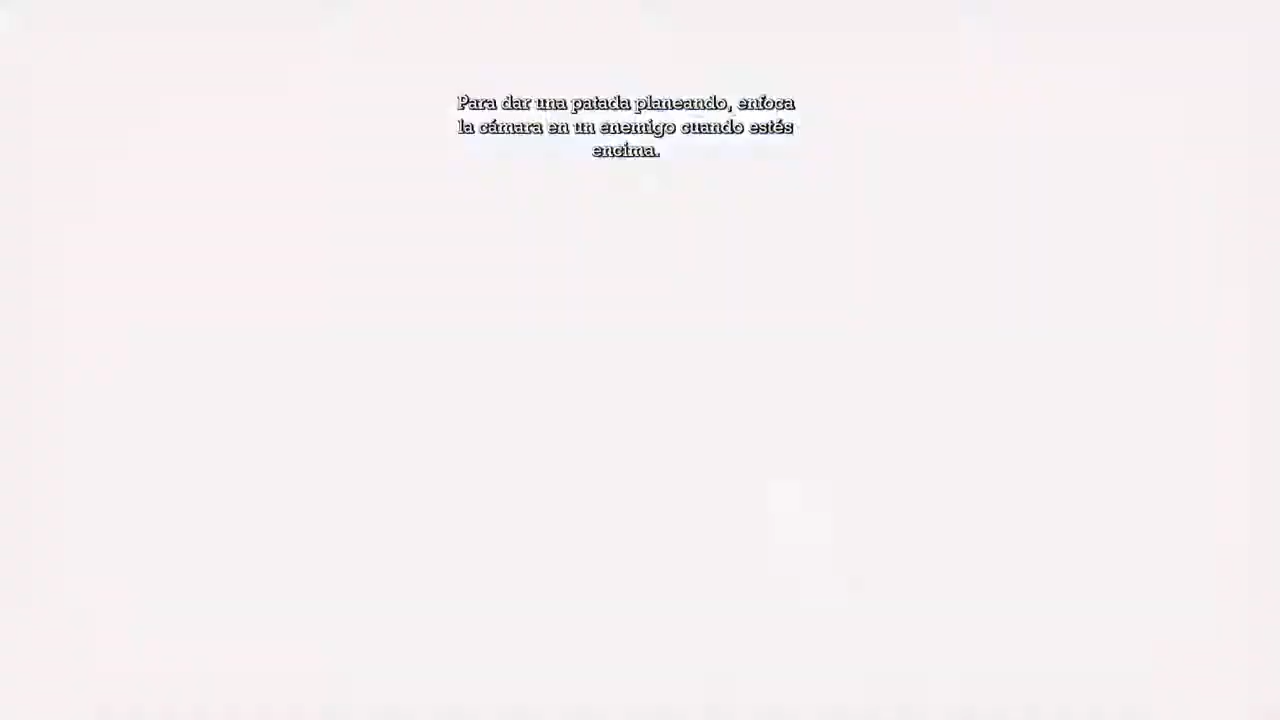 Para dar una patada planeando, enfoca
la cámara en un enemigo cuando estés
encima.